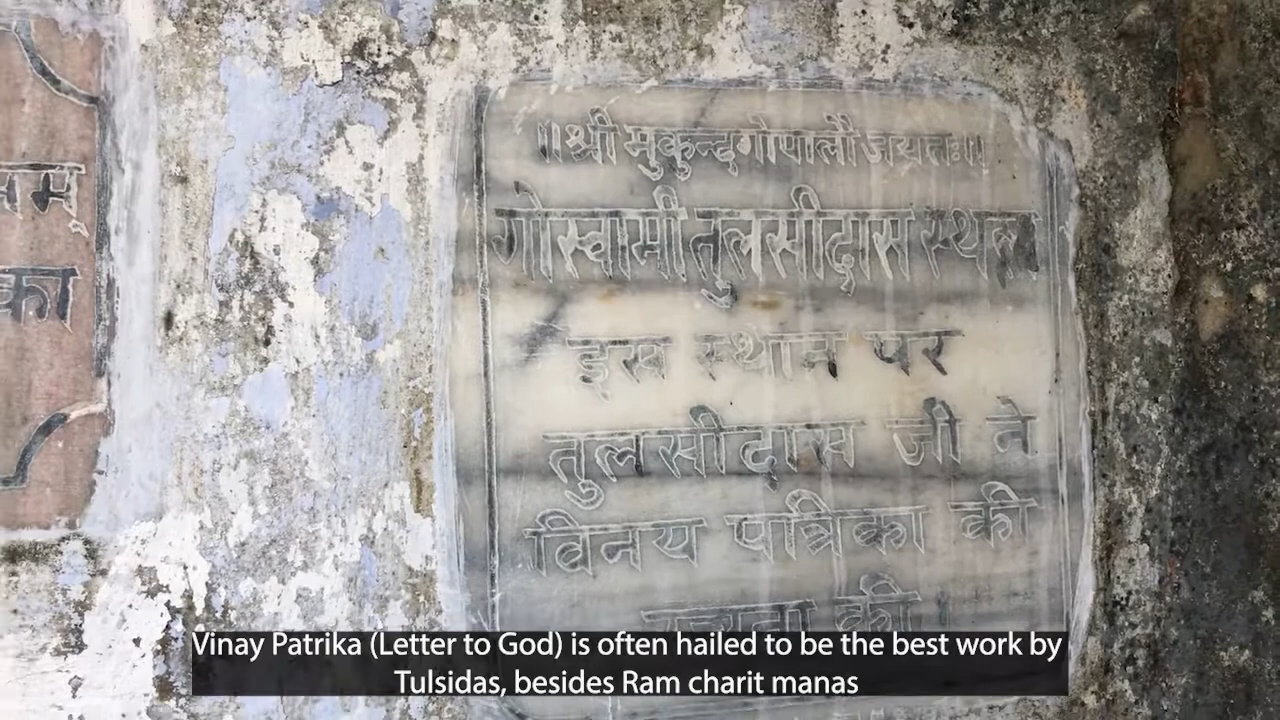 मम्
का
॥श्री मुकुन्दगोपालौ जयतः॥
गोस्वामी तुलसीदास स्थल
इस स्थान पर
तुलसीदास जी ने
विनय पत्रिका की
की।
Vinay Patrika (Letter to God) is often hailed to be the best work by
Tulsidas, besides Ram charit manas